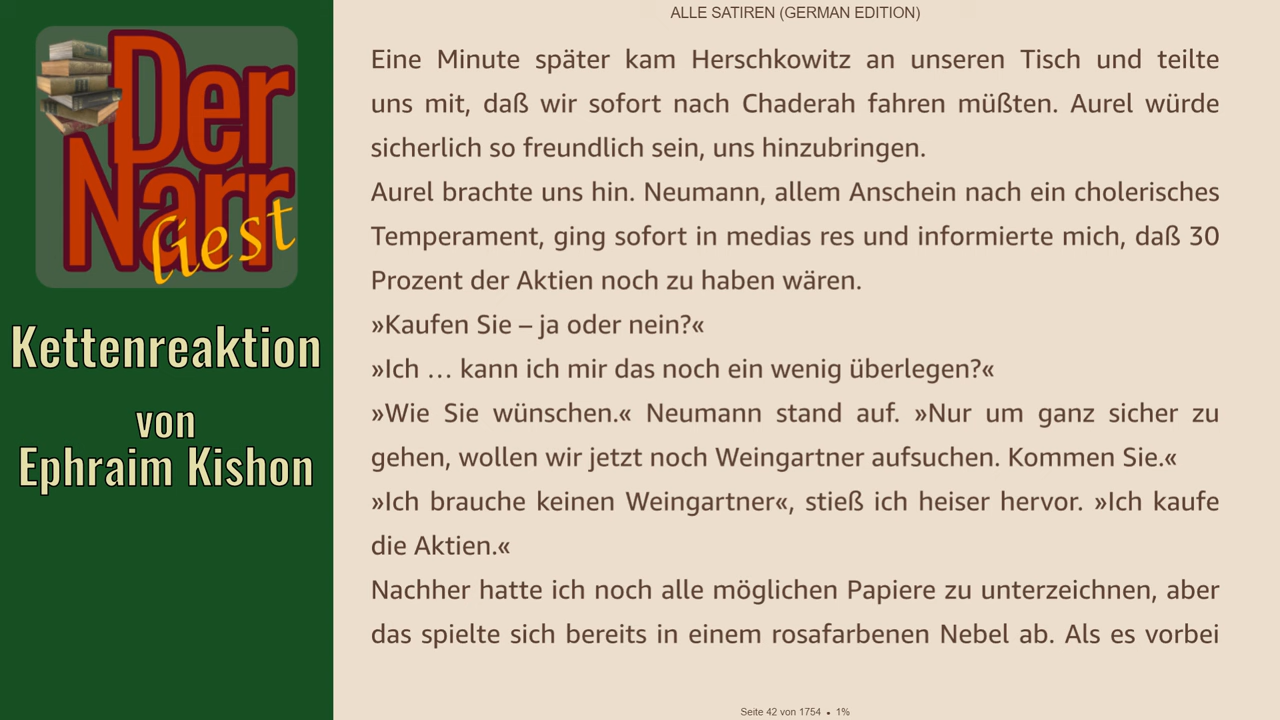 Der
Narr
liest
Kettenreaktion
von
Ephraim Kishon
ALLE SATIREN (GERMAN EDITION)
Eine Minute später kam Herschkowitz an unseren Tisch und teilte
uns mit, daß wir sofort nach Chaderah fahren müßten. Aurel würde
sicherlich so freundlich sein, uns hinzubringen.
Aurel brachte uns hin. Neumann, allem Anschein nach ein cholerisches
Temperament, ging sofort in medias res und informierte mich, daß 30
Prozent der Aktien noch zu haben wären.
»Kaufen Sie – ja oder nein?«
»Ich … kann ich mir das noch ein wenig überlegen?«
»Wie Sie wünschen.« Neumann stand auf. »Nur um ganz sicher zu
gehen, wollen wir jetzt noch Weingartner aufsuchen. Kommen Sie.«
»Ich brauche keinen Weingartner«, stieß ich heiser hervor. »Ich kaufe
die Aktien.«
Nachher hatte ich noch alle möglichen Papiere zu unterzeichnen, aber
das spielte sich bereits in einem rosafarbenen Nebel ab. Als es vorbei
Seite 42 von 1754 • 1%